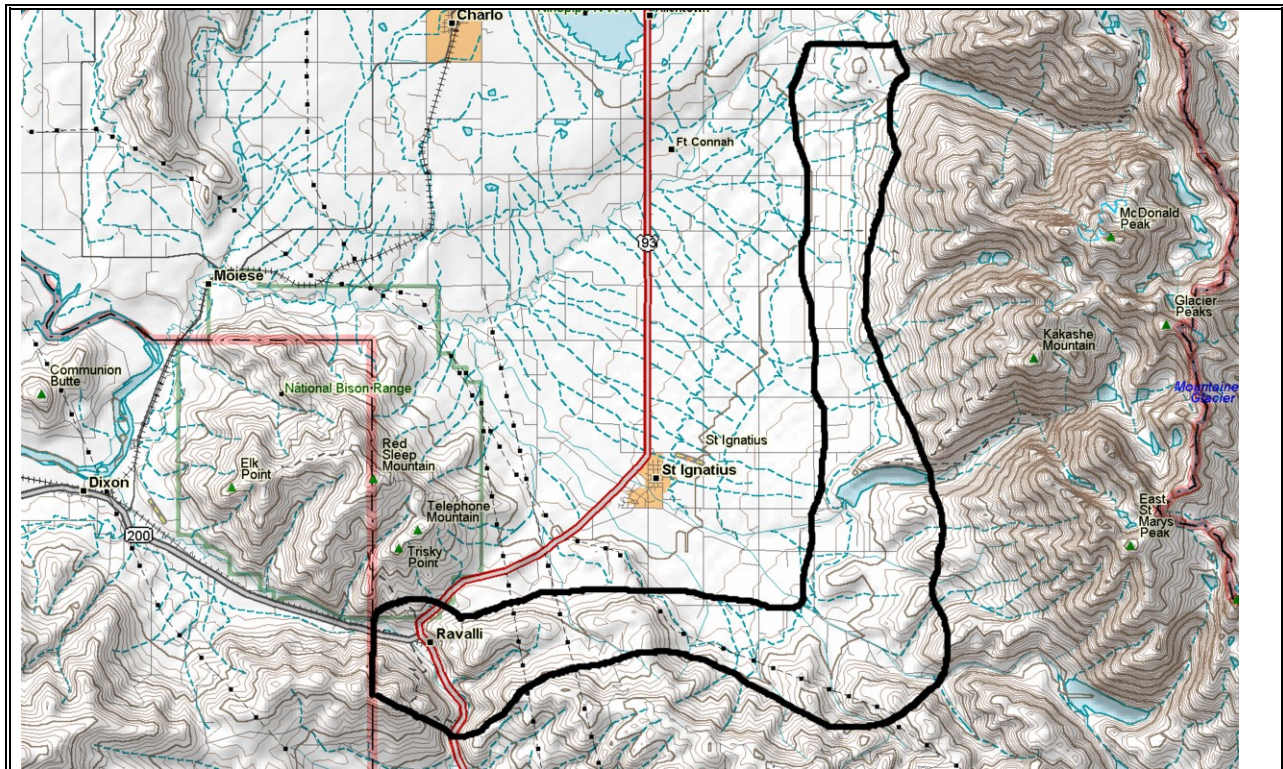 Charlo
Ft Connah
93
McDonald
Peak
Moiese
Glacier
Peaks
Kakashe
Mountain
Communion
Butte
National Bison Range
Mountaine
Glacier
Red
Sleep
Mountain
St Ignatius
Elk
Point
St Ignatius
Dixon
Telephone
Mountain
East
St
Marys
Peak
200
Trisky
Point
Ravalli